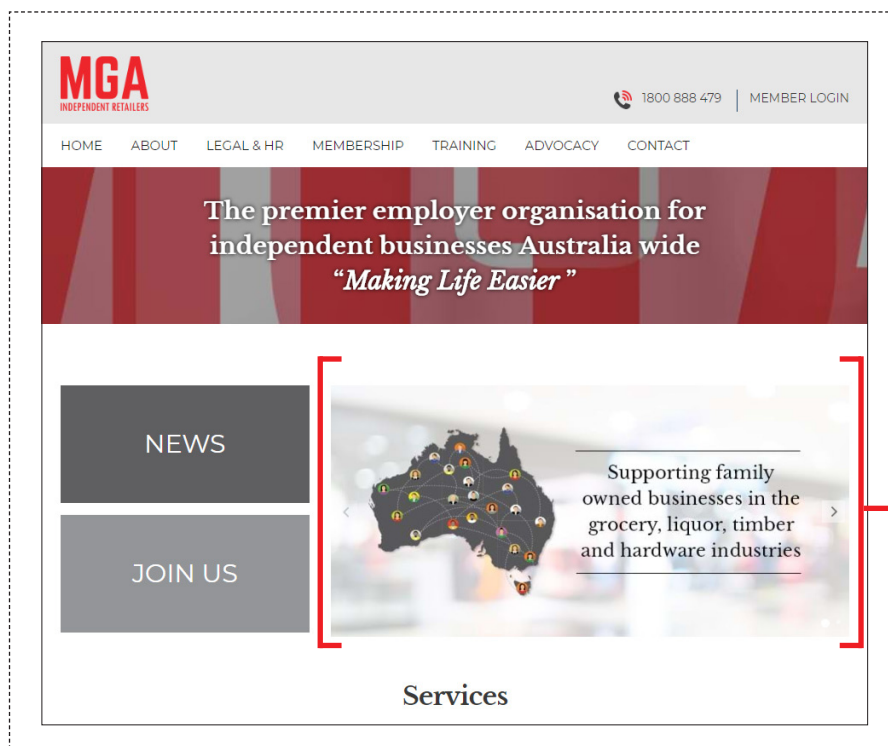 MGA
INDEPENDENT RETAILERS
1800 888 479
MEMBER LOGIN
HOME ABOUT LEGAL & HR MEMBERSHIP TRAINING ADVOCACY CONTACT
The premier employer organisation for
independent businesses Australia wide
“Making Life Easier ”
NEWS
JOIN US
Supporting family
owned businesses in the
grocery, liquor, timber
and hardware industries
Services